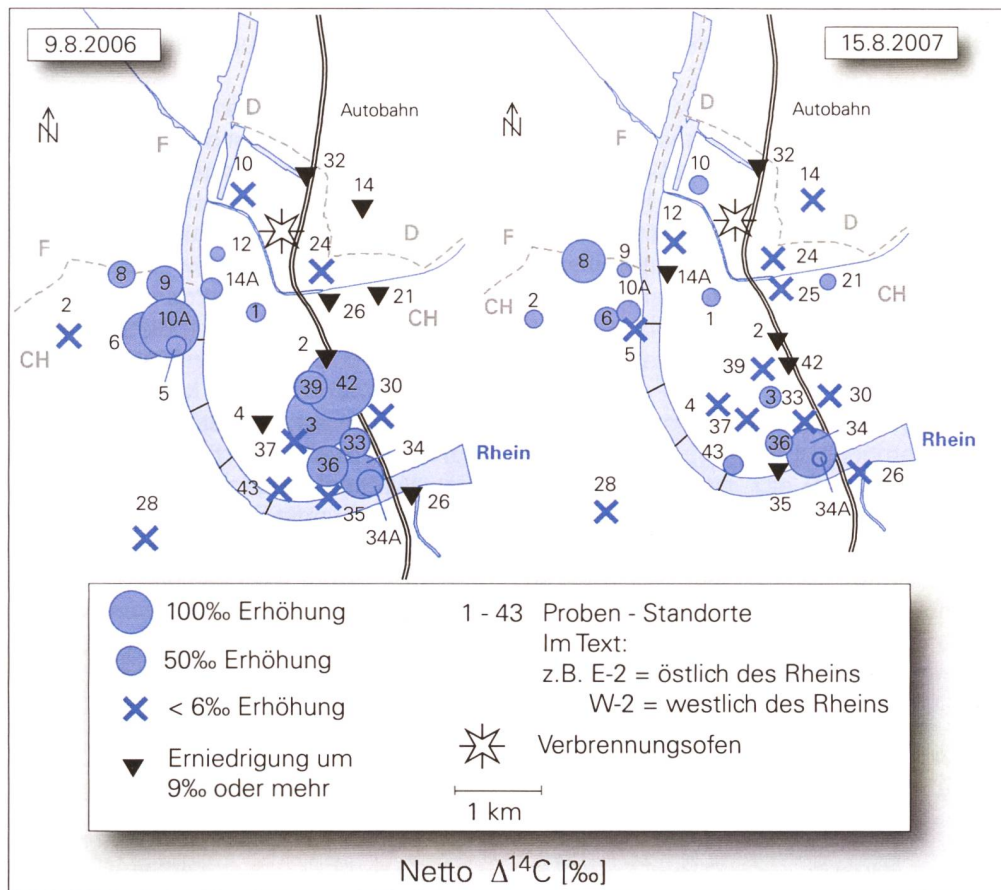 9.8.2006
15.8.2007
Autobahn
Autobahn
N
N
D
F
32
10
14
12
24
D
F
8
9
14A
21
2
10A
1
26
CH
6
CH
5
2
39
42
30
4
3
37
33
Rhein
36
34
43
35
26
28
34A
D
F
32
10
14
12
D
F
9
24
8
14A
21
10A
25
2
6
1
CH
CH
5
2
39
42
3
33
30
4
37
34
Rhein
43
36
26
28
35
34A
100‰ Erhöhung
50‰ Erhöhung
< 6‰ Erhöhung
Erniedrigung um
9‰ oder mehr
1 - 43 Proben - Standorte
Im Text:
z.B. E-2 = östlich des Rheins
W-2 = westlich des Rheins
Verbrennungsofen
1 km
Netto Δ¹⁴C [‰]